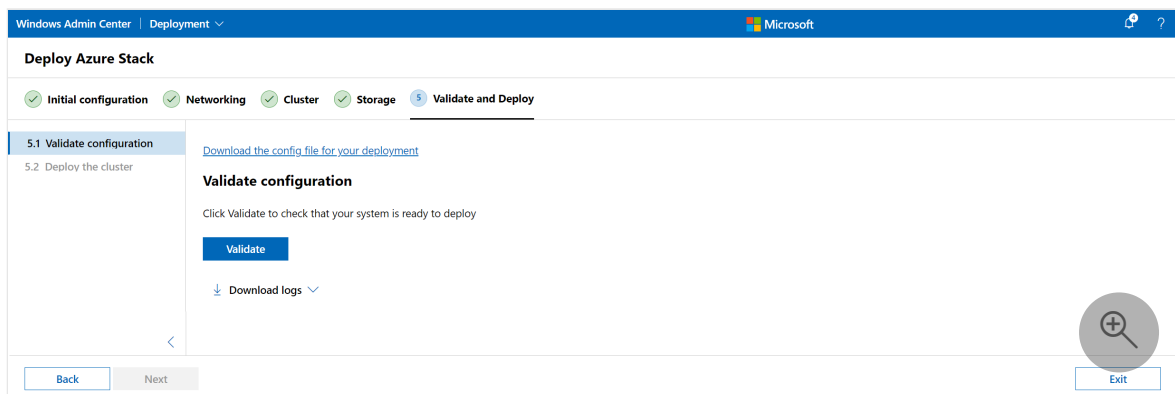 Windows Admin Center | Deployment
Microsoft
4
?
Deploy Azure Stack
Initial configuration
Networking
Cluster
Storage
5 Validate and Deploy
5.1 Validate configuration
5.2 Deploy the cluster
Download the config file for your deployment
Validate configuration
Click Validate to check that your system is ready to deploy
Validate
Download logs
Back
Next
Exit